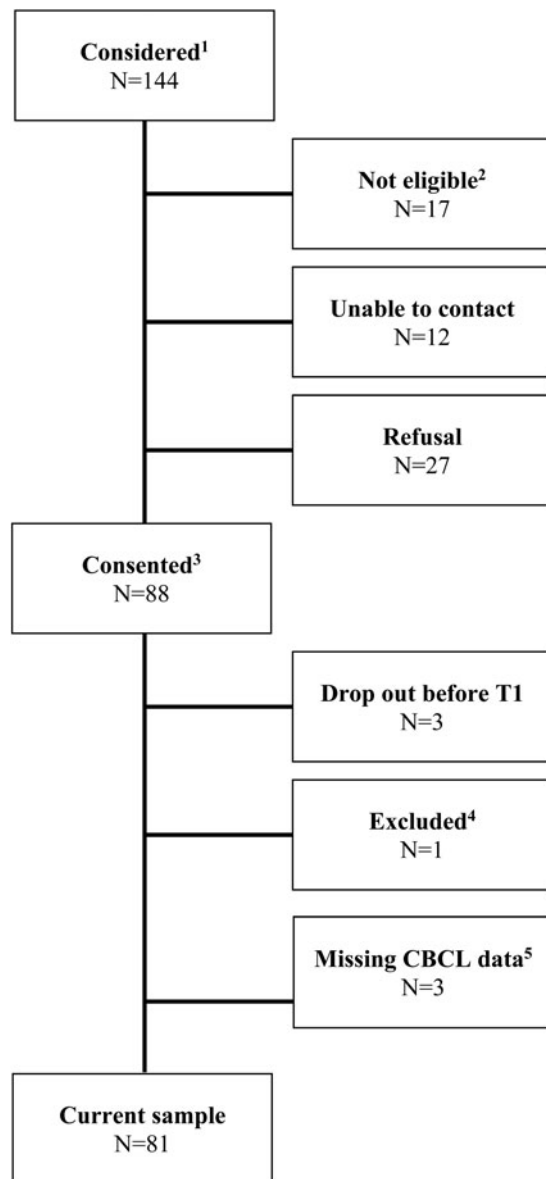 Considered¹
N=144
Not eligible²
N=17
Unable to contact
N=12
Refusal
N=27
Consented³
N=88
Drop out before T1
N=3
Excluded⁴
N=1
Missing CBCL data⁵
N=3
Current sample
N=81